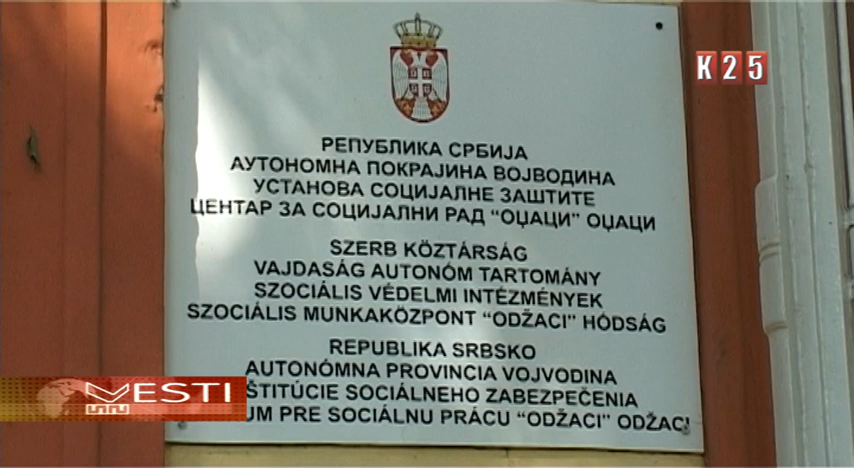 K25
РЕПУБЛИКА СРБИЈА
АУТОНОМНА ПОКРАЈИНА ВОЈВОДИНА
УСТАНОВА СОЦИЈАЛНЕ ЗАШТИТЕ
ЦЕНТАР ЗА СОЦИЈАЛНИ РАД “ОЏАЦИ” ОЏАЦИ
SZERB KÖZTÁRSÁG
VAJDASÁG AUTONÓM TARTOMÁNY
SZOCIÁLIS VÉDELMI INTÉZMÉNYEK
SZOCIÁLIS MUNKAKÖZPONT “ODŽACI” HÓDSÁG
REPUBLIKA SRBSKO
AUTONÓMNA PROVINCIA VOJVODINA
SOCIÁLNEHO ZABEZPEČENIA
PRE SOCIÁLNU PRÁCU “ODŽACI” ODŽACI
VESTI